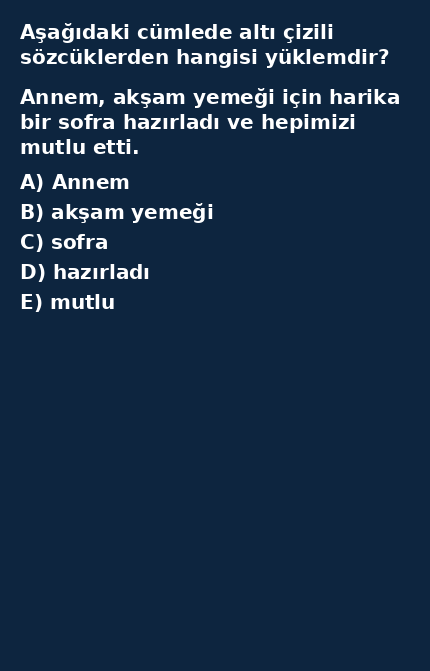 Aşağıdaki cümlede altı çizili
sözcüklerden hangisi yüklemdir?
Annem, akşam yemeği için harika
bir sofra hazırladı ve hepimizi
mutlu etti.
A) Annem
B) akşam yemeği
C) sofra
D) hazırladı
E) mutlu